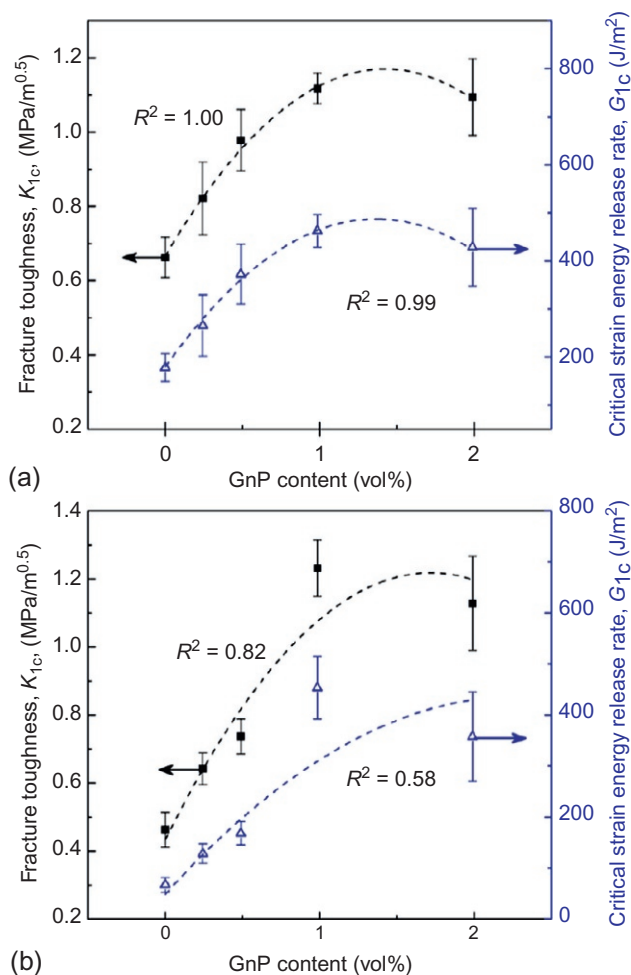 Fracture toughness, K1c, (MPa/m^0.5)
1.2
1.0
0.8
0.6
0.4
0.2
R² = 1.00
R² = 0.99
800
600
400
200
Critical strain energy release rate, G1c (J/m²)
0
1
2
(a)
GnP content (vol%)
Fracture toughness, K1c, (MPa/m^0.5)
1.4
1.2
1.0
0.8
0.6
0.4
0.2
R² = 0.82
R² = 0.58
800
600
400
200
0
Critical strain energy release rate, G1c (J/m²)
0
1
2
(b)
GnP content (vol%)